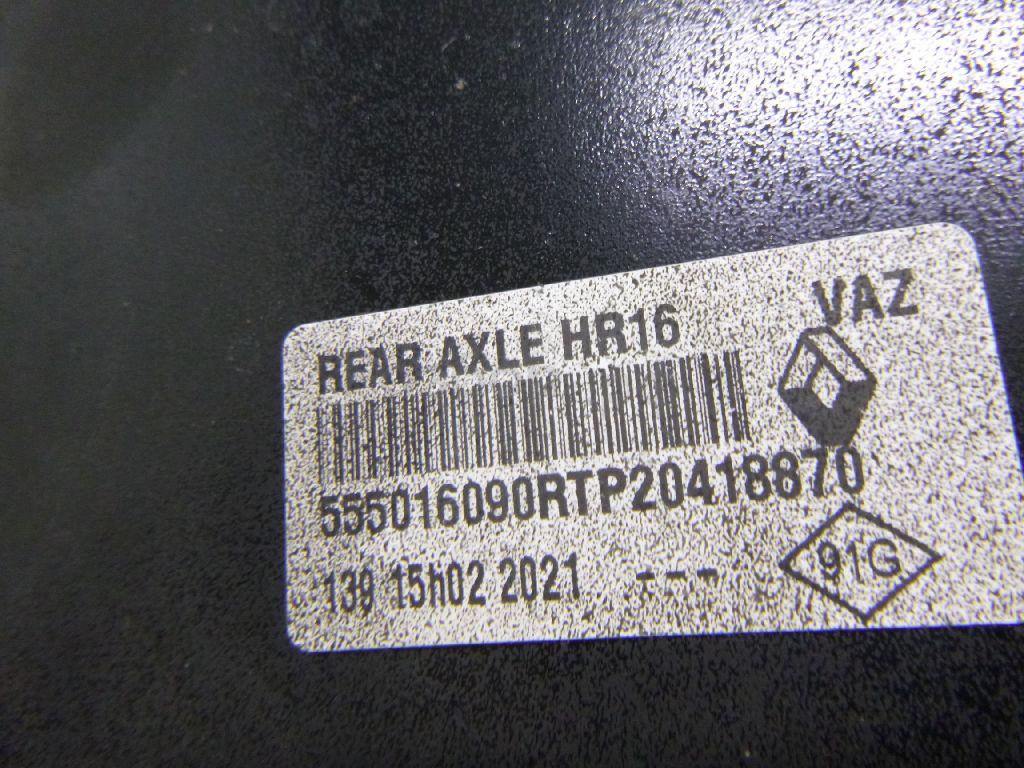 VAZ
REAR AXLE HR16
555016090RTP20418870
139 15h02 2021 ---
91G